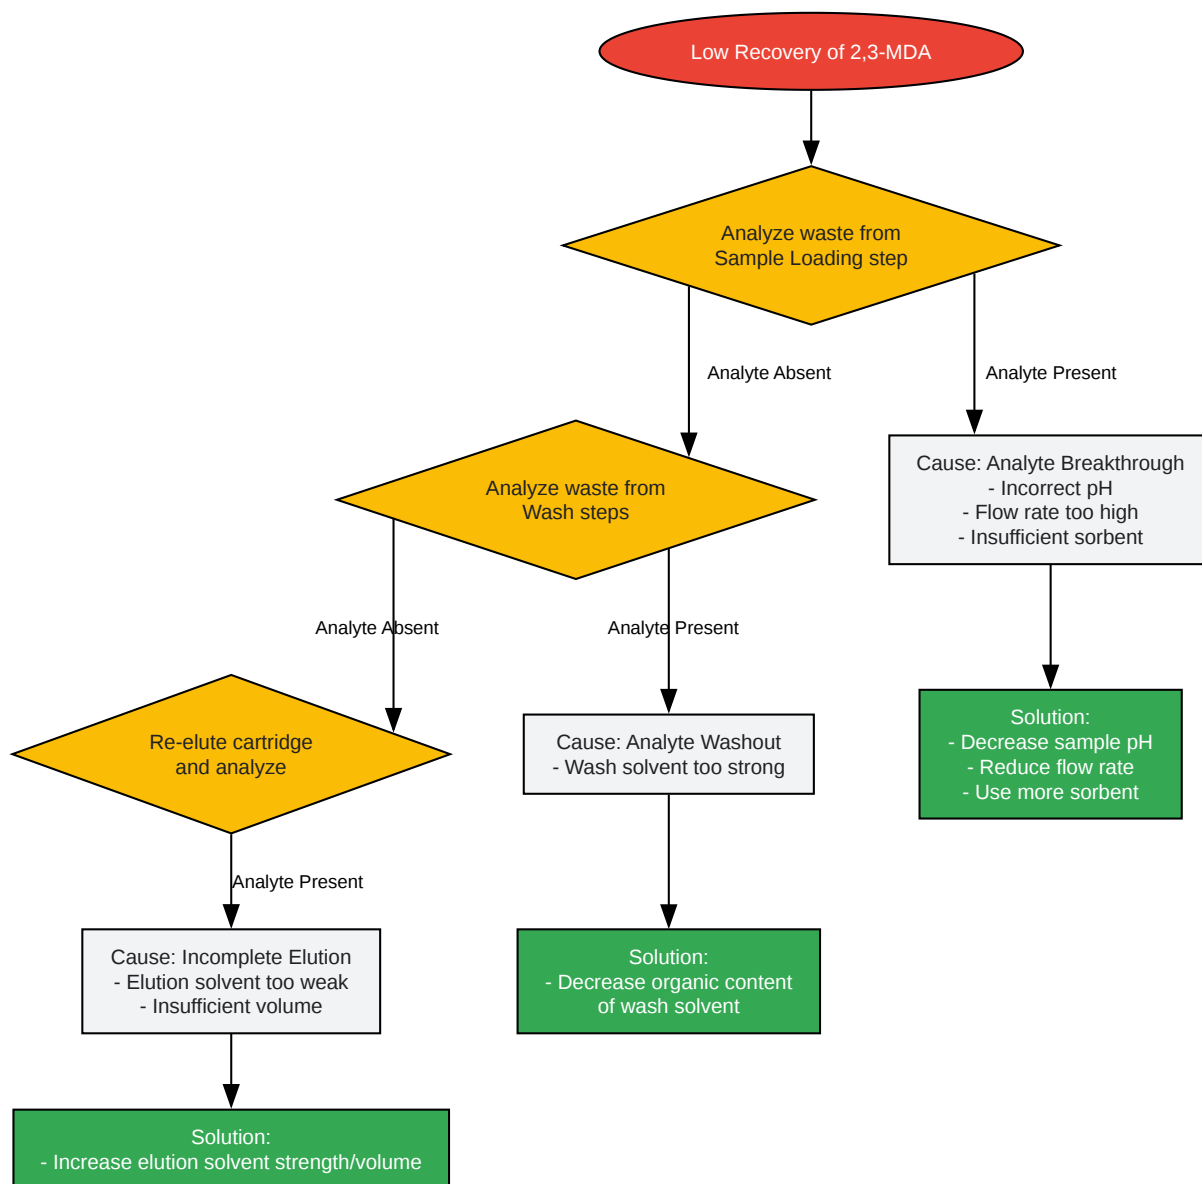 Low Recovery of 2,3-MDA
Analyze waste from
Sample Loading step
Analyte Absent
Analyte Present
Analyze waste from
Wash steps
Cause: Analyte Breakthrough
- Incorrect pH
- Flow rate too high
- Insufficient sorbent
Analyte Absent
Analyte Present
Re-elute cartridge
and analyze
Cause: Analyte Washout
- Wash solvent too strong
Solution:
- Decrease sample pH
- Reduce flow rate
- Use more sorbent
Analyte Present
Cause: Incomplete Elution
- Elution solvent too weak
- Insufficient volume
Solution:
- Decrease organic content
of wash solvent
Solution:
- Increase elution solvent strength/volume